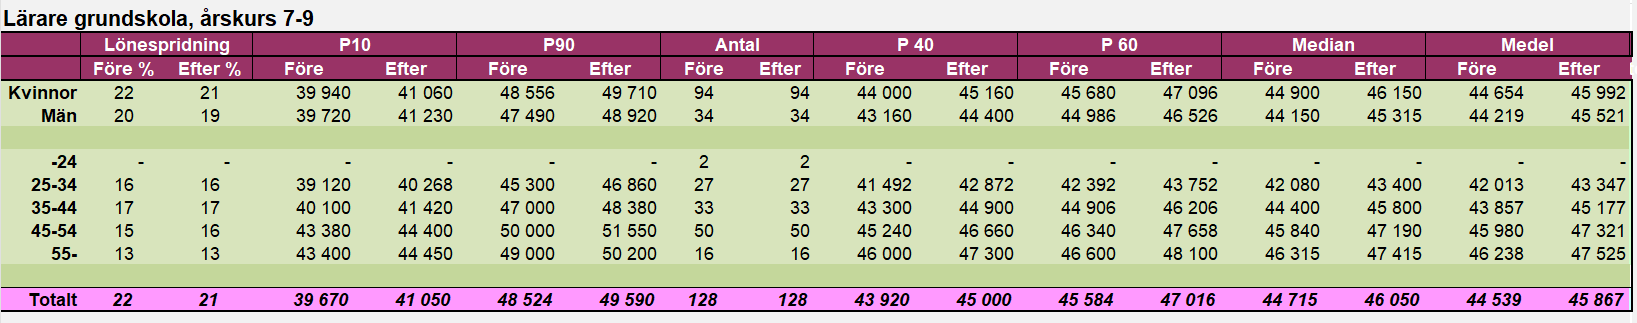 Lärare grundskola, årskurs 7-9
Lönespridning P10 P90 Antal P 40 P 60 Median Medel
Före % Efter % Före Efter Före Efter Före Efter Före Efter Före Efter Före Efter Före Efter
Kvinnor 22 21 39 940 41 060 48 556 49 710 94 94 44 000 45 160 45 680 47 096 44 900 46 150 44 654 45 992
Män 20 19 39 720 41 230 47 490 48 920 34 34 43 160 44 400 44 986 46 526 44 150 45 315 44 219 45 521
-24 - - - - - - 2 2 - - - - - - - -
25-34 16 16 39 120 40 268 45 300 46 860 27 27 41 492 42 872 42 392 43 752 42 080 43 400 42 013 43 347
35-44 17 17 40 100 41 420 47 000 48 380 33 33 43 300 44 900 44 906 46 206 44 400 45 800 43 857 45 177
45-54 15 16 43 380 44 400 50 000 51 550 50 50 45 240 46 660 46 340 47 658 45 840 47 190 45 980 47 321
55- 13 13 43 400 44 450 49 000 50 200 16 16 46 000 47 300 46 600 48 100 46 315 47 415 46 238 47 525
Totalt 22 21 39 670 41 050 48 524 49 590 128 128 43 920 45 000 45 584 47 016 44 715 46 050 44 539 45 867